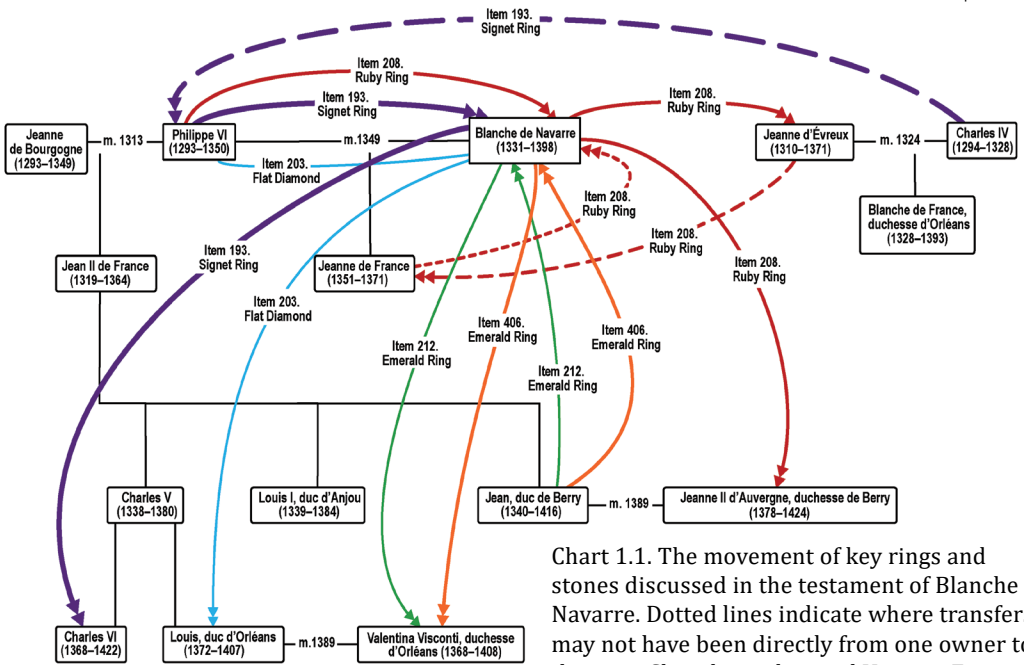 Item 193.
Signet Ring
Item 208.
Ruby Ring
Item 193.
Signet Ring
Item 208.
Ruby Ring
Jeanne
de Bourgogne
(1293–1349)
m. 1313
Philippe VI
(1293–1350)
m.1349
Blanche de Navarre
(1331–1398)
Jeanne d'Évreux
(1310–1371)
m. 1324
Charles IV
(1294–1328)
Item 203.
Flat Diamond
Item 208.
Ruby Ring
Blanche de France,
duchesse d'Orléans
(1328–1393)
Item 193.
Signet Ring
Item 208.
Ruby Ring
Jean II de France
(1319–1364)
Jeanne de France
(1351–1371)
Item 208.
Ruby Ring
Item 203.
Flat Diamond
Item 212.
Emerald Ring
Item 406.
Emerald Ring
Item 406.
Emerald Ring
Item 212.
Emerald Ring
Charles V
(1338–1380)
Louis I, duc d'Anjou
(1339–1384)
Jean, duc de Berry
(1340–1416)
m. 1389
Jeanne II d'Auvergne, duchesse de Berry
(1378–1424)
Charles VI
(1368–1422)
Louis, duc d'Orléans
(1372–1407)
m.1389
Valentina Visconti, duchesse
d'Orléans (1368–1408)
Chart 1.1. The movement of key rings and
stones discussed in the testament of Blanche
Navarre. Dotted lines indicate where transfer
may not have been directly from one owner to